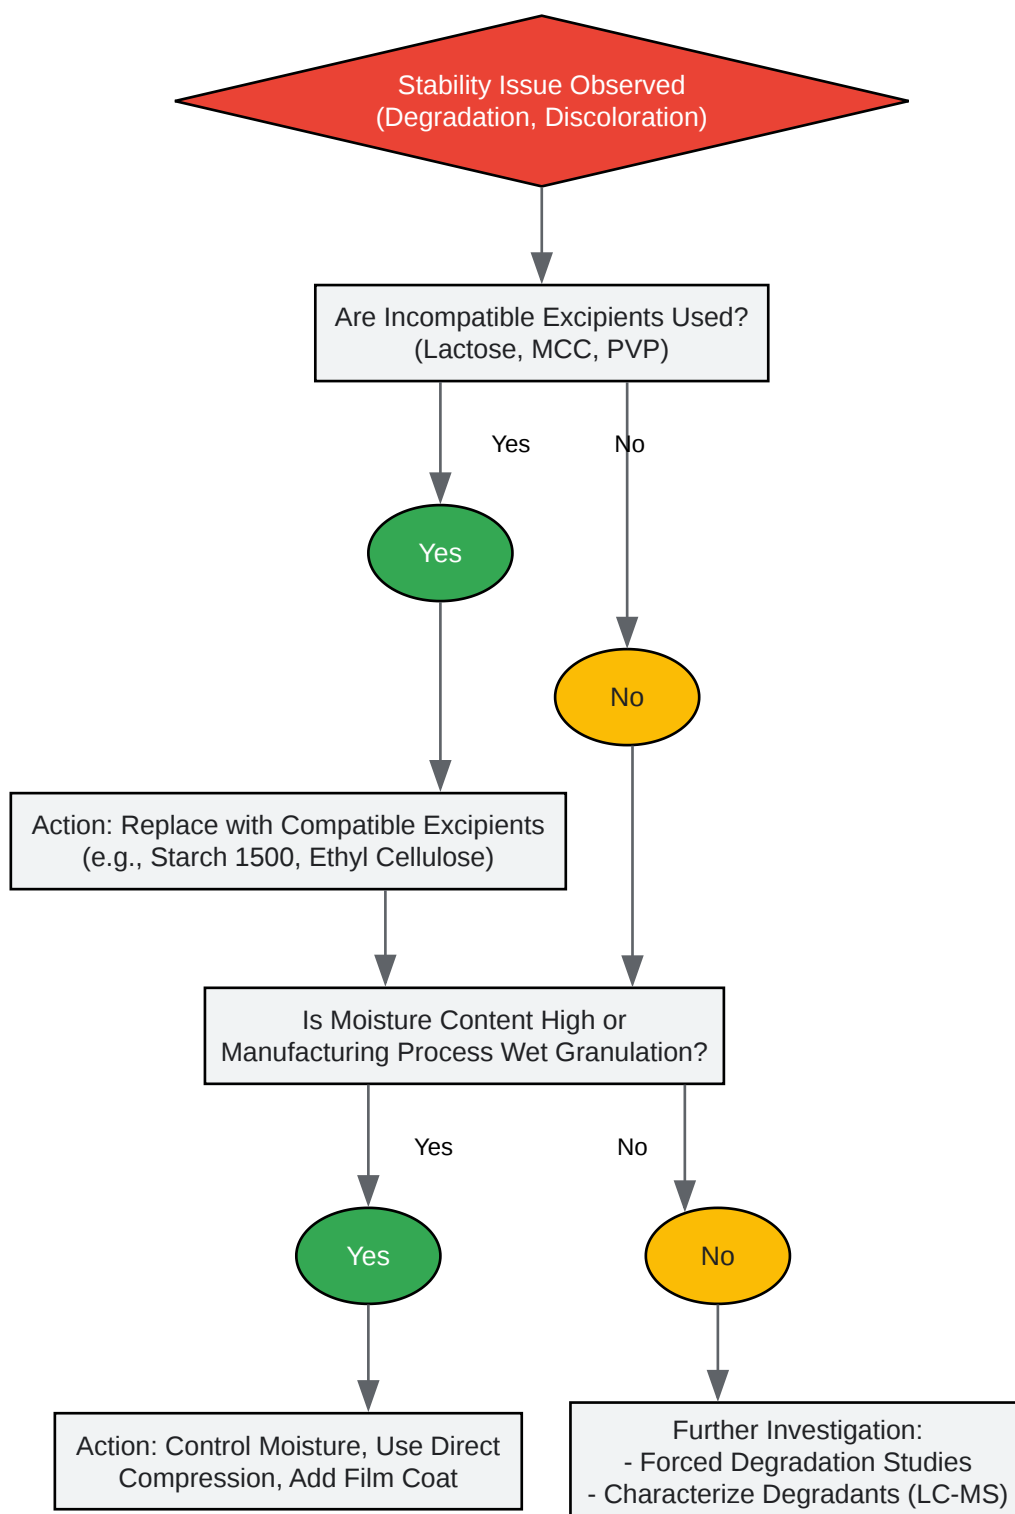 Stability Issue Observed
(Degradation, Discoloration)
Are Incompatible Excipients Used?
(Lactose, MCC, PVP)
Yes
No
Yes
No
Action: Replace with Compatible Excipients
(e.g., Starch 1500, Ethyl Cellulose)
Is Moisture Content High or
Manufacturing Process Wet Granulation?
Yes
No
Yes
No
Action: Control Moisture, Use Direct
Compression, Add Film Coat
Further Investigation:
- Forced Degradation Studies
- Characterize Degradants (LC-MS)